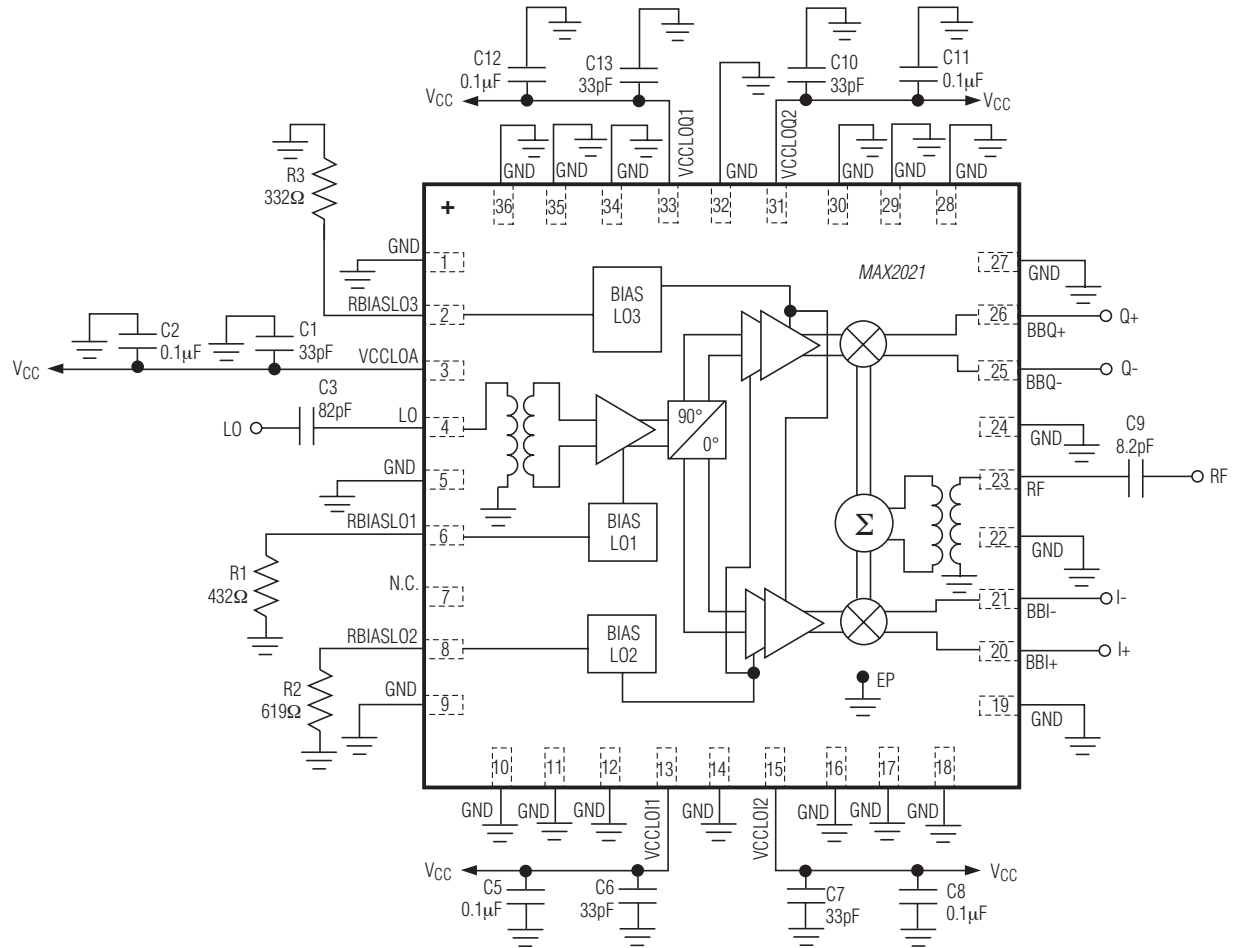 C12
0.1µF
C13
33pF
C10
33pF
C11
0.1µF
VCC
VCC
VCCLOQ1
VCCLOQ2
GND
GND
GND
GND
GND
GND
GND
R3
332Ω
+
36
35
34
33
32
31
30
29
28
GND
1
MAX2021
27
GND
RBIASLO3
2
BIAS
LO3
26
BBQ+
Q+
C2
0.1µF
C1
33pF
VCC
VCCLOA
3
25
BBQ-
Q-
C3
82pF
LO
LO
4
90°
0°
24
GND
C9
8.2pF
GND
5
23
RF
RF
RBIASLO1
6
BIAS
LO1
Σ
22
GND
R1
432Ω
N.C.
7
21
BBI-
I-
RBIASLO2
8
BIAS
LO2
20
BBI+
I+
R2
619Ω
GND
9
EP
19
GND
10
11
12
13
14
15
16
17
18
GND
GND
GND
VCCLOI1
GND
VCCLOI2
GND
GND
GND
VCC
VCC
C5
0.1µF
C6
33pF
C7
33pF
C8
0.1µF